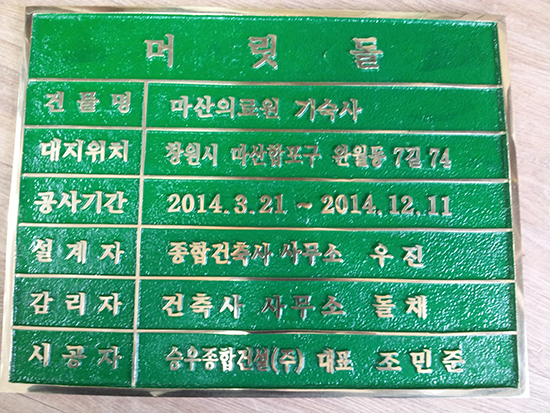 머 릿 돌
건 물 명 마산의료원 기숙사
대지위치 창원시 마산합포구 완월동 7길 74
공사기간 2014.3.21 ~ 2014.12.11
설 계 자 종합건축사 사무소 우 진
감 리 자 건축사 사무소 돌 채
시 공 자 승우종합건설(주) 대표 조 민 준